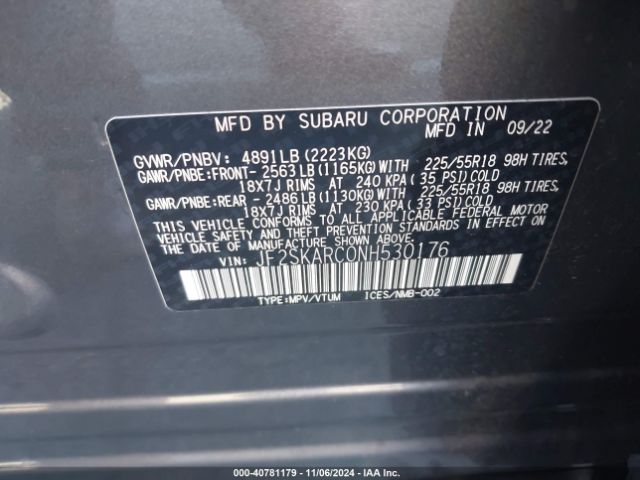 MFD BY SUBARU CORPORATION
MFD IN 09/22
GVWR/PNBV: 4891LB (2223KG)
GAWR/PNBE:FRONT- 2563 LB (1165KG) WITH 225/55R18 98H TIRES,
18X7J RIMS AT 240 KPA ( 35 PSI) COLD
GAWR/PNBE:REAR - 2486 LB (1130KG) WITH 225/55R18 98H TIRES,
18X7J RIMS AT 230 KPA ( 33 PSI) COLD
THIS VEHICLE CONFORMS TO ALL APPLICABLE FEDERAL MOTOR
VEHICLE SAFETY AND THEFT PREVENTION STANDARDS IN EFFECT ON
THE DATE OF MANUFACTURE SHOWN ABOVE.
VIN: JF2SKARC0NH530176
TYPE:MPV/VTUM ICES/NMB-002
000-40781179 - 11/06/2024 - IAA Inc.